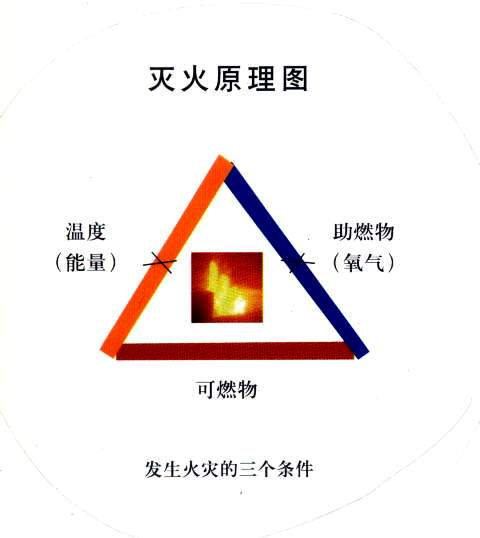 灭火原理图
温度
(能量)
助燃物
(氧气)
可燃物
发生火灾的三个条件